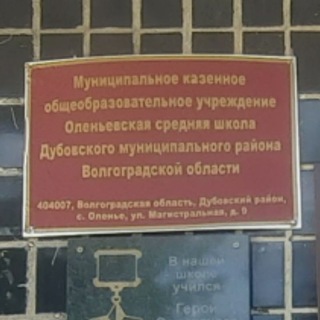 Муниципальное казенное
общеобразовательное учреждение
Оленьевская средняя школа
Дубовского муниципального района
Волгоградской области
404007, Волгоградская область, Дубовский район,
с. Оленье, ул. Магистральная, д. 9
В нашей
школе
учился
Герой